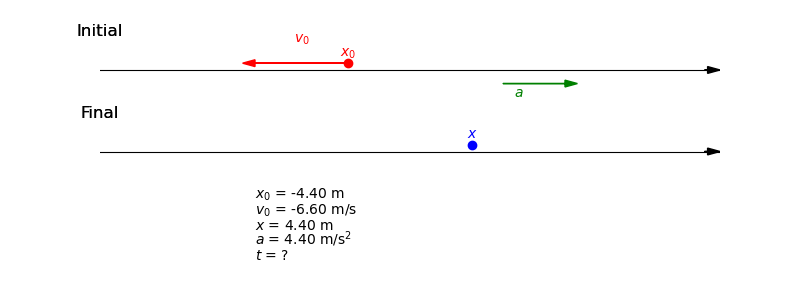 Initial
v₀
x₀
a
Final
x
x₀ = -4.40 m
v₀ = -6.60 m/s
x = 4.40 m
a = 4.40 m/s²
t = ?